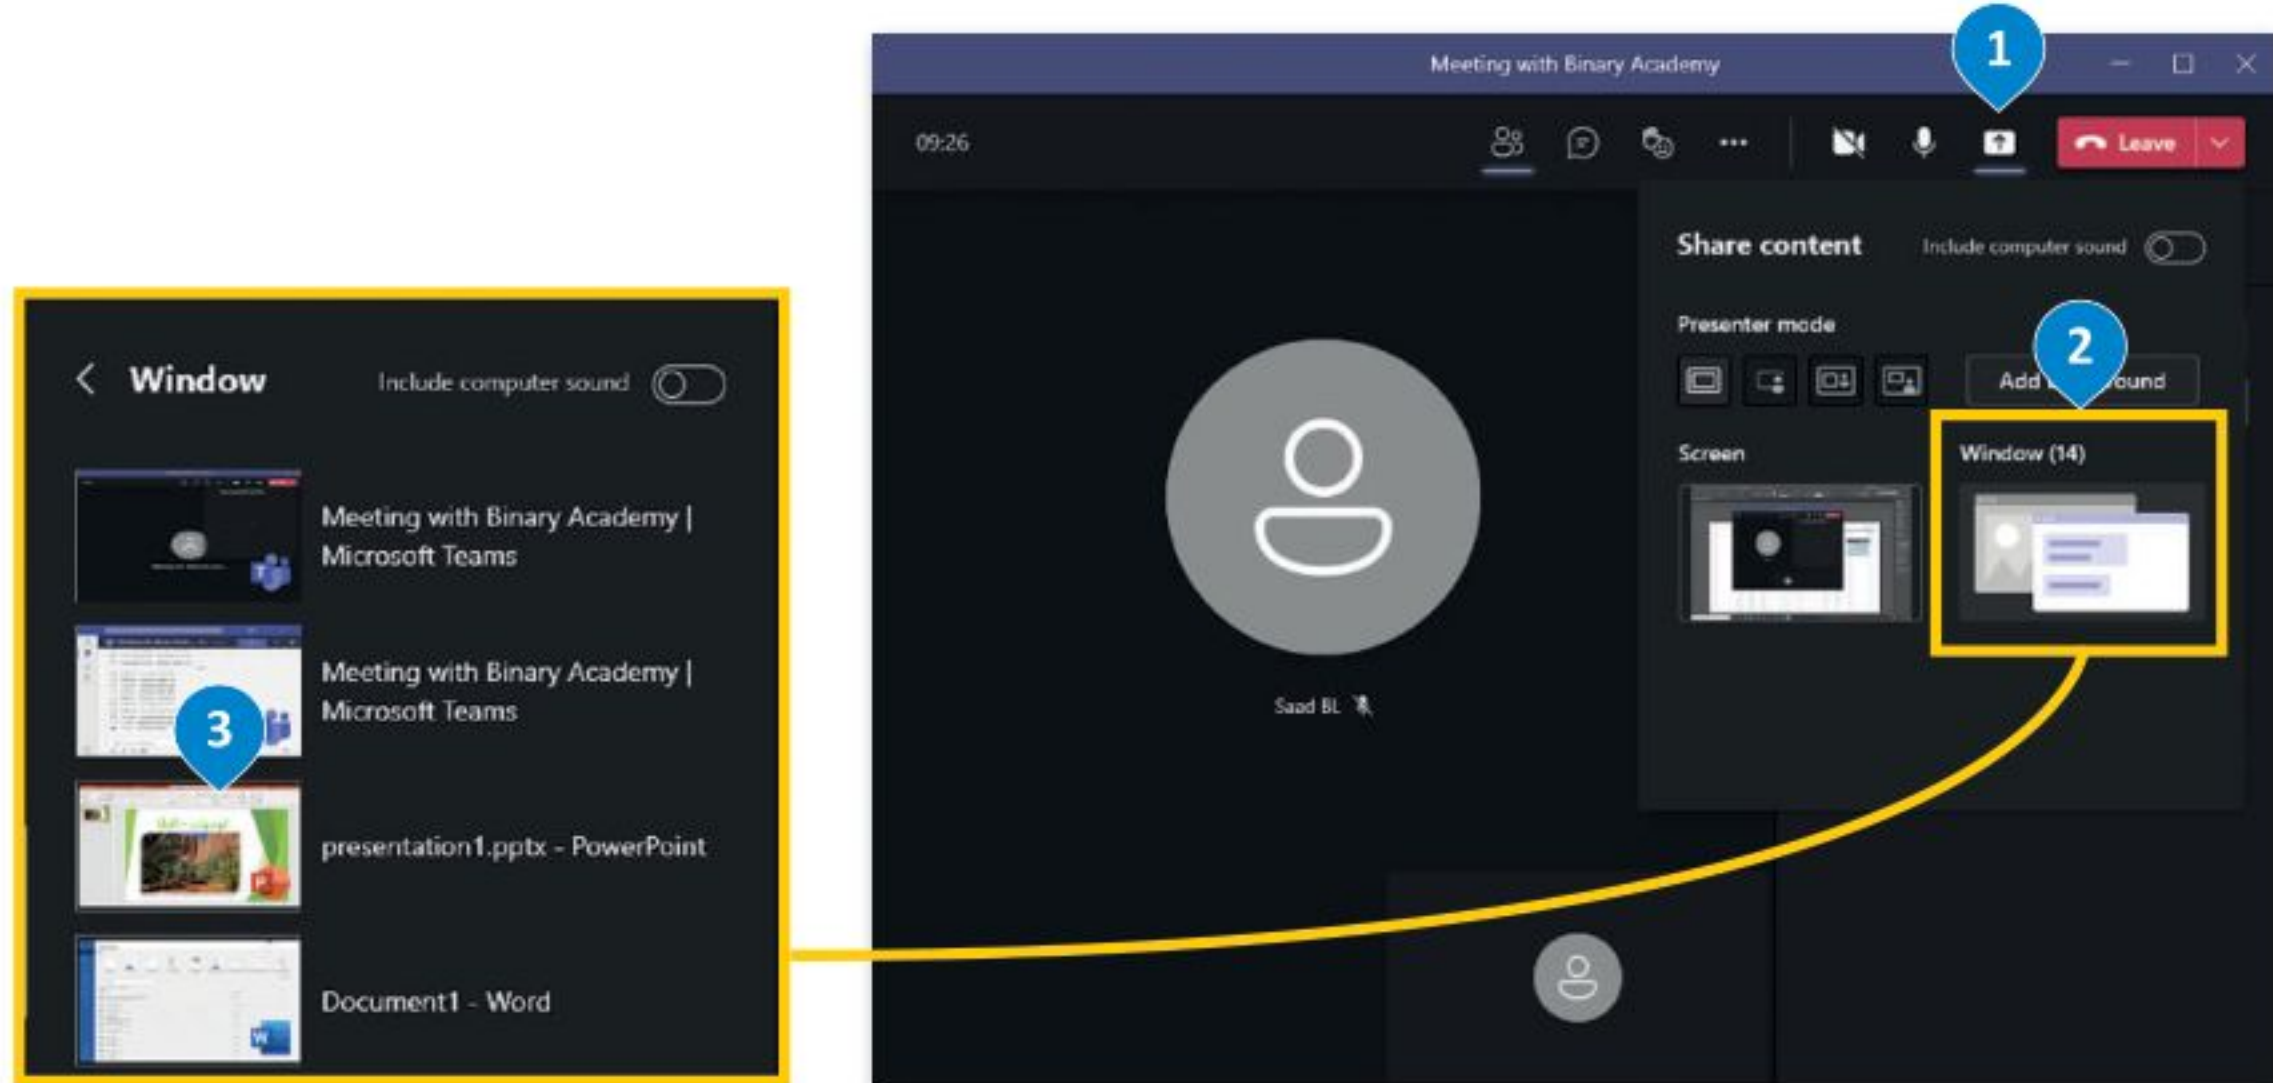 Meeting with Binary Academy
1
09:26
Leave
Share content
Include computer sound
Presenter mode
2
Add
und
Screen
Window (14)
Saad BL
Window
Include computer sound
Meeting with Binary Academy |
Microsoft Teams
Meeting with Binary Academy |
Microsoft Teams
3
presentation1.pptx - PowerPoint
Document1 - Word